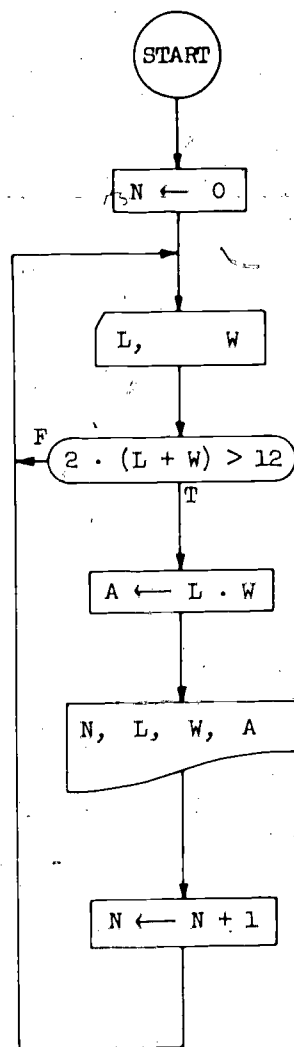 START
N ← 0
L, W
F
2 · (L + W) > 12
T
A ← L · W
N, L, W, A
N ← N + 1